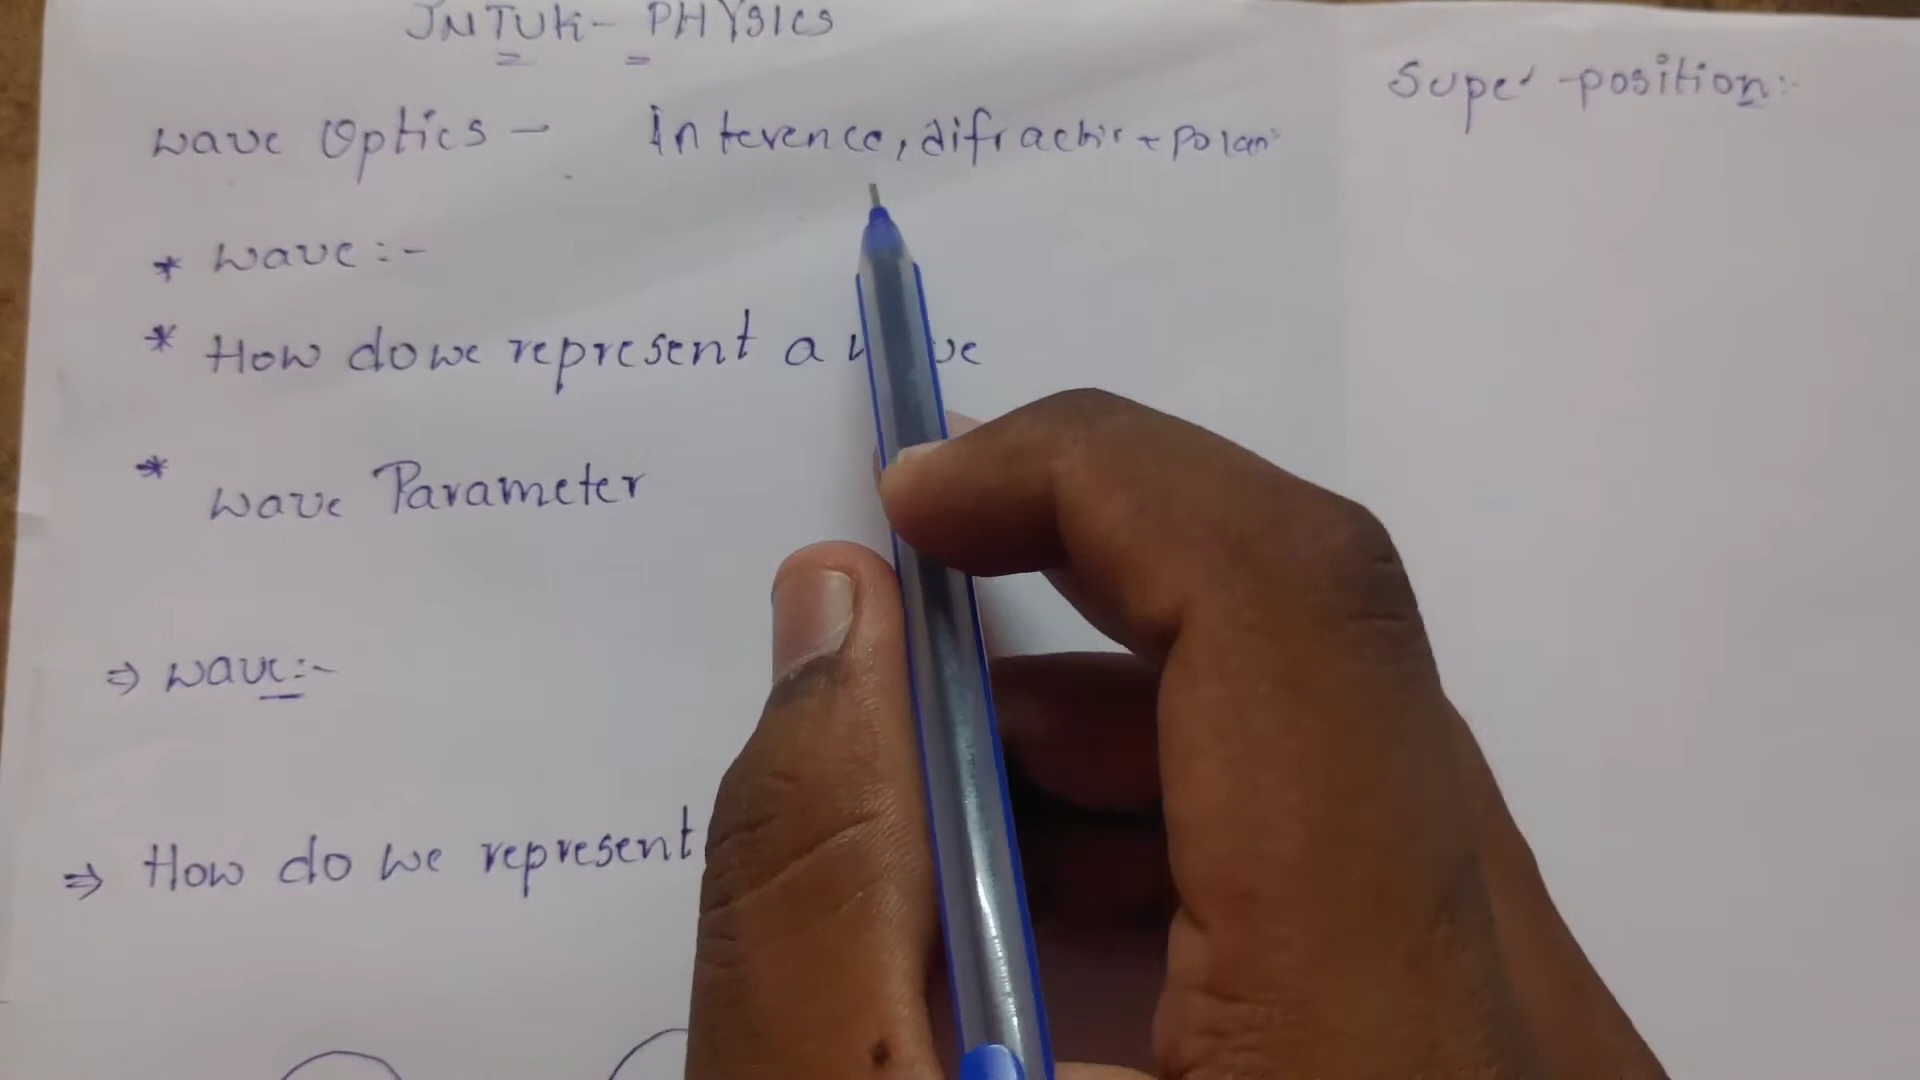 JNTUK- PHYSICS
wave Optics - Interence, difractir + Polari
* wave :-
* How do we represent a
* wave Parameter
⇒ wave :-
⇒ How do we represent
Super-position:-